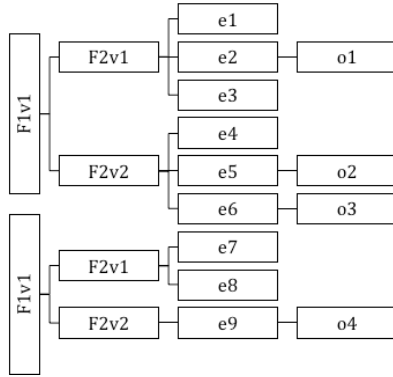 e1
F2v1 e2 o1
e3
F1v1
e4
F2v2 e5 o2
e6 o3
e7
F2v1
e8
F1v1
F2v2 e9 o4